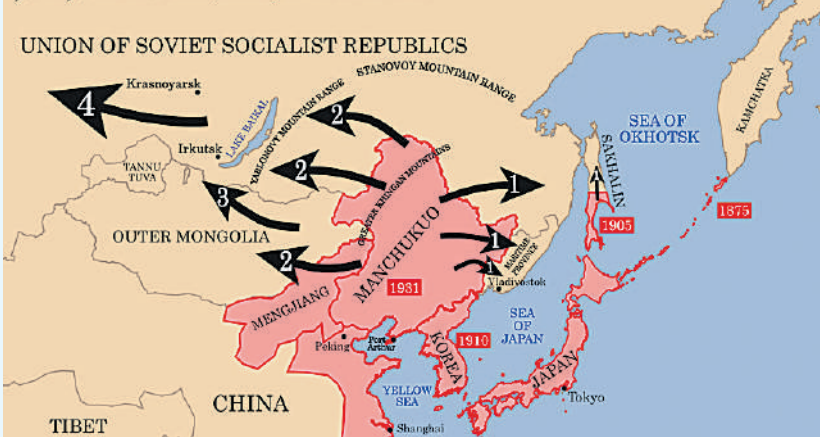 UNION OF SOVIET SOCIALIST REPUBLICS
STANOVOY MOUNTAIN RANGE
Krasnoyarsk
4
LAKE BAIKAL
YABLONOVY MOUNTAIN RANGE
2
KAMCHATKA
SEA OF
OKHOTSK
Irkutsk
TANNU
TUVA
2
GREATER KHINGAN MOUNTAINS
SAKHALIN
1
1
3
1875
1905
OUTER MONGOLIA
MANCHUKUO
1
MARITIME
PROVINCE
2
1
Vladivostok
1931
MENGJIANG
SEA
OF
JAPAN
Peking
Port
Arthur
KOREA
1910
JAPAN
Tokyo
YELLOW
SEA
CHINA
TIBET
Shanghai